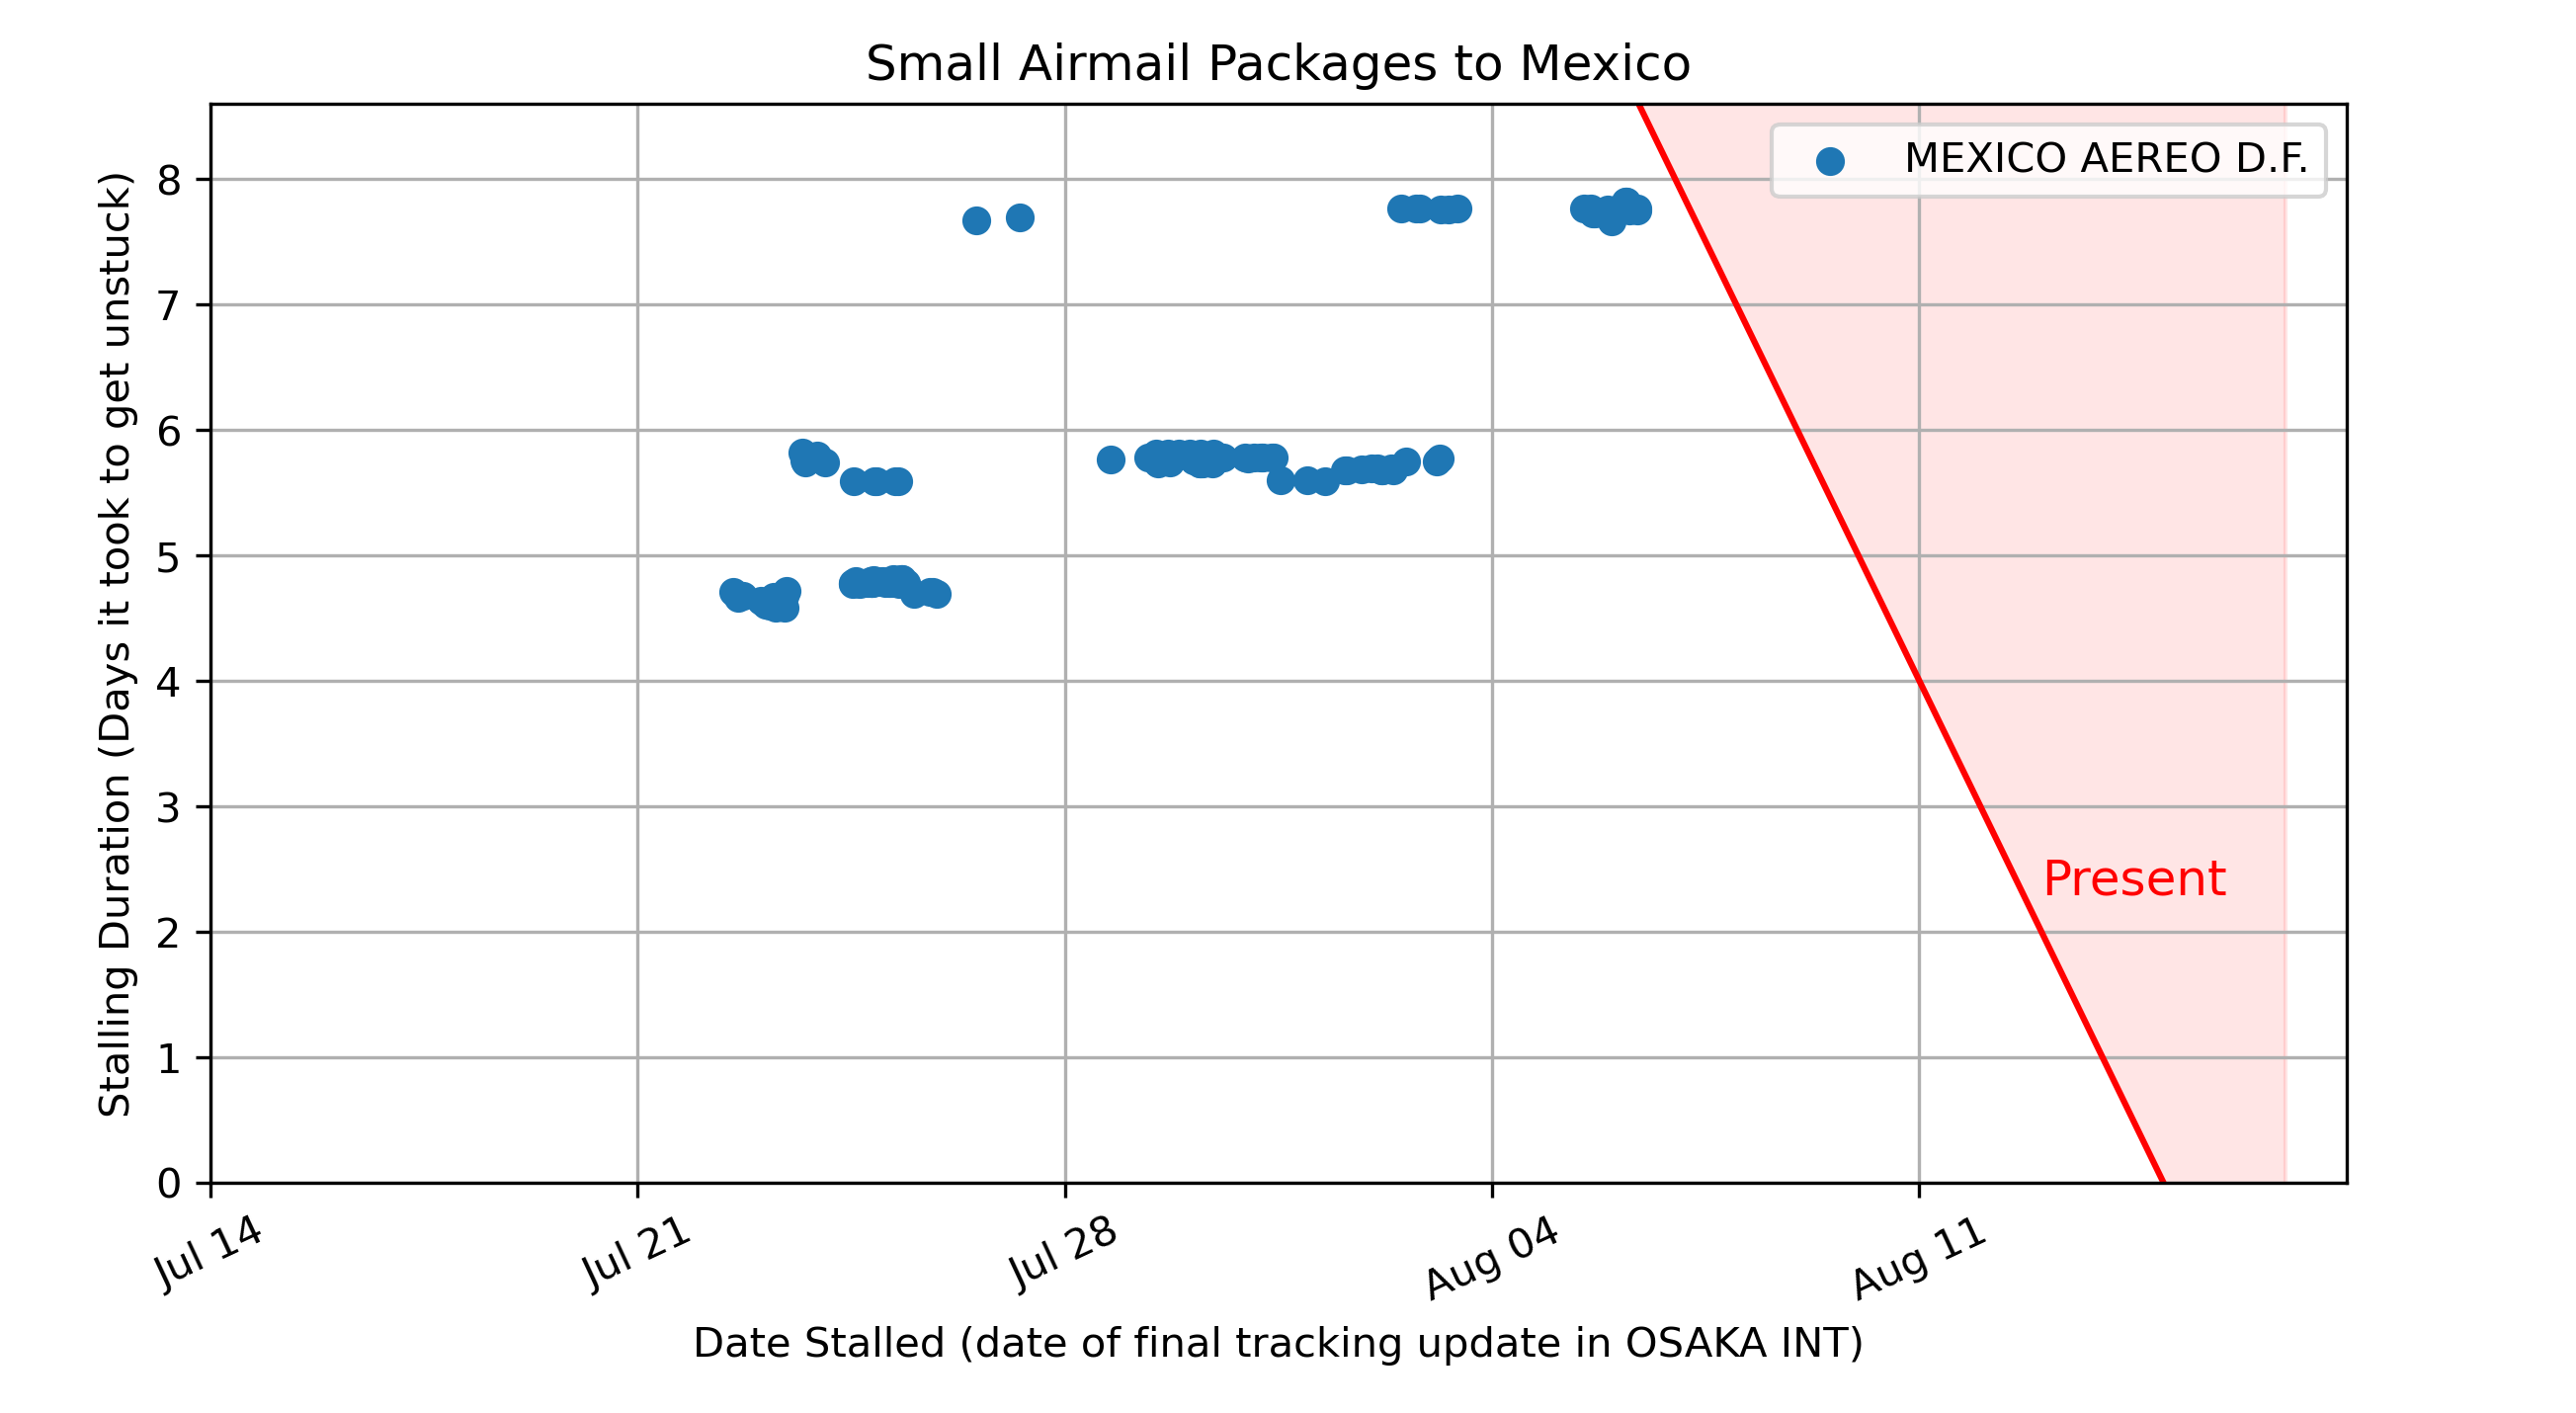 Small Airmail Packages to Mexico
MEXICO AEREO D.F.
Stalling Duration (Days it took to get unstuck)
8
7
6
5
4
3
2
1
0
Present
Jul 14
Jul 21
Jul 28
Aug 04
Aug 11
Date Stalled (date of final tracking update in OSAKA INT)